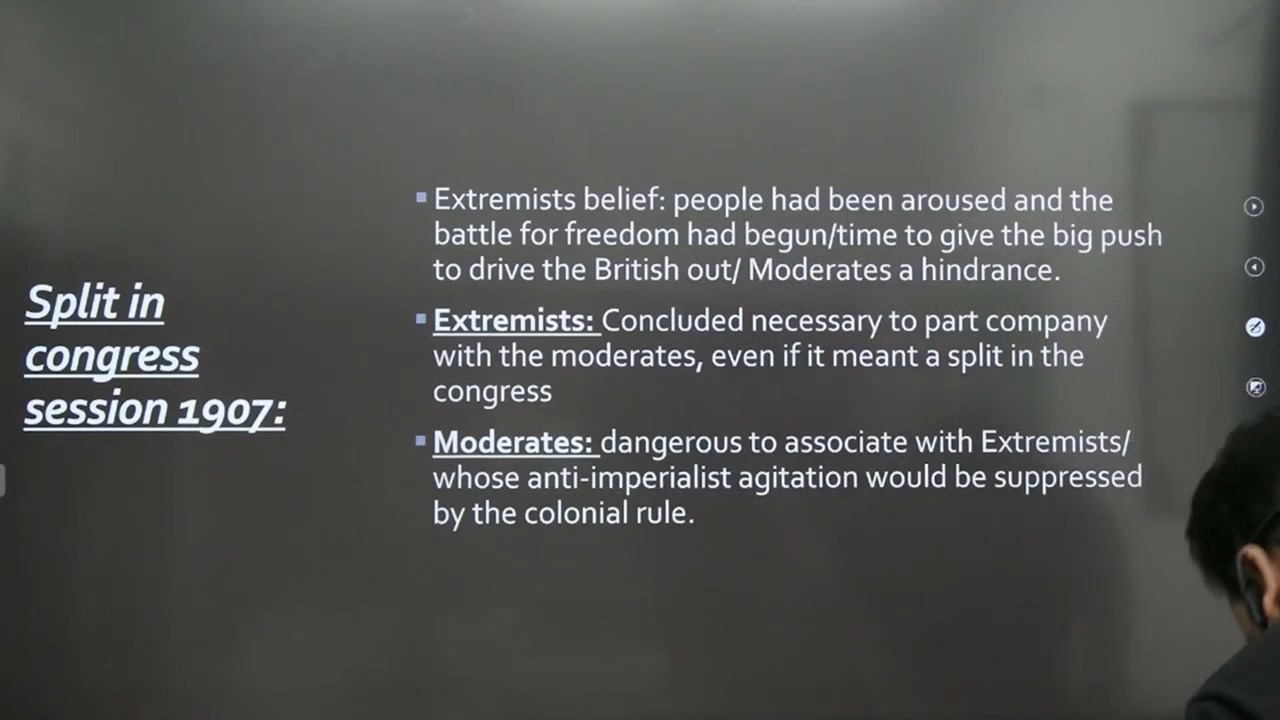 Split in
congress
session 1907:
Extremists belief: people had been aroused and the
battle for freedom had begun/time to give the big push
to drive the British out/ Moderates a hindrance.
Extremists: Concluded necessary to part company
with the moderates, even if it meant a split in the
congress
Moderates: dangerous to associate with Extremists/
whose anti-imperialist agitation would be suppressed
by the colonial rule.